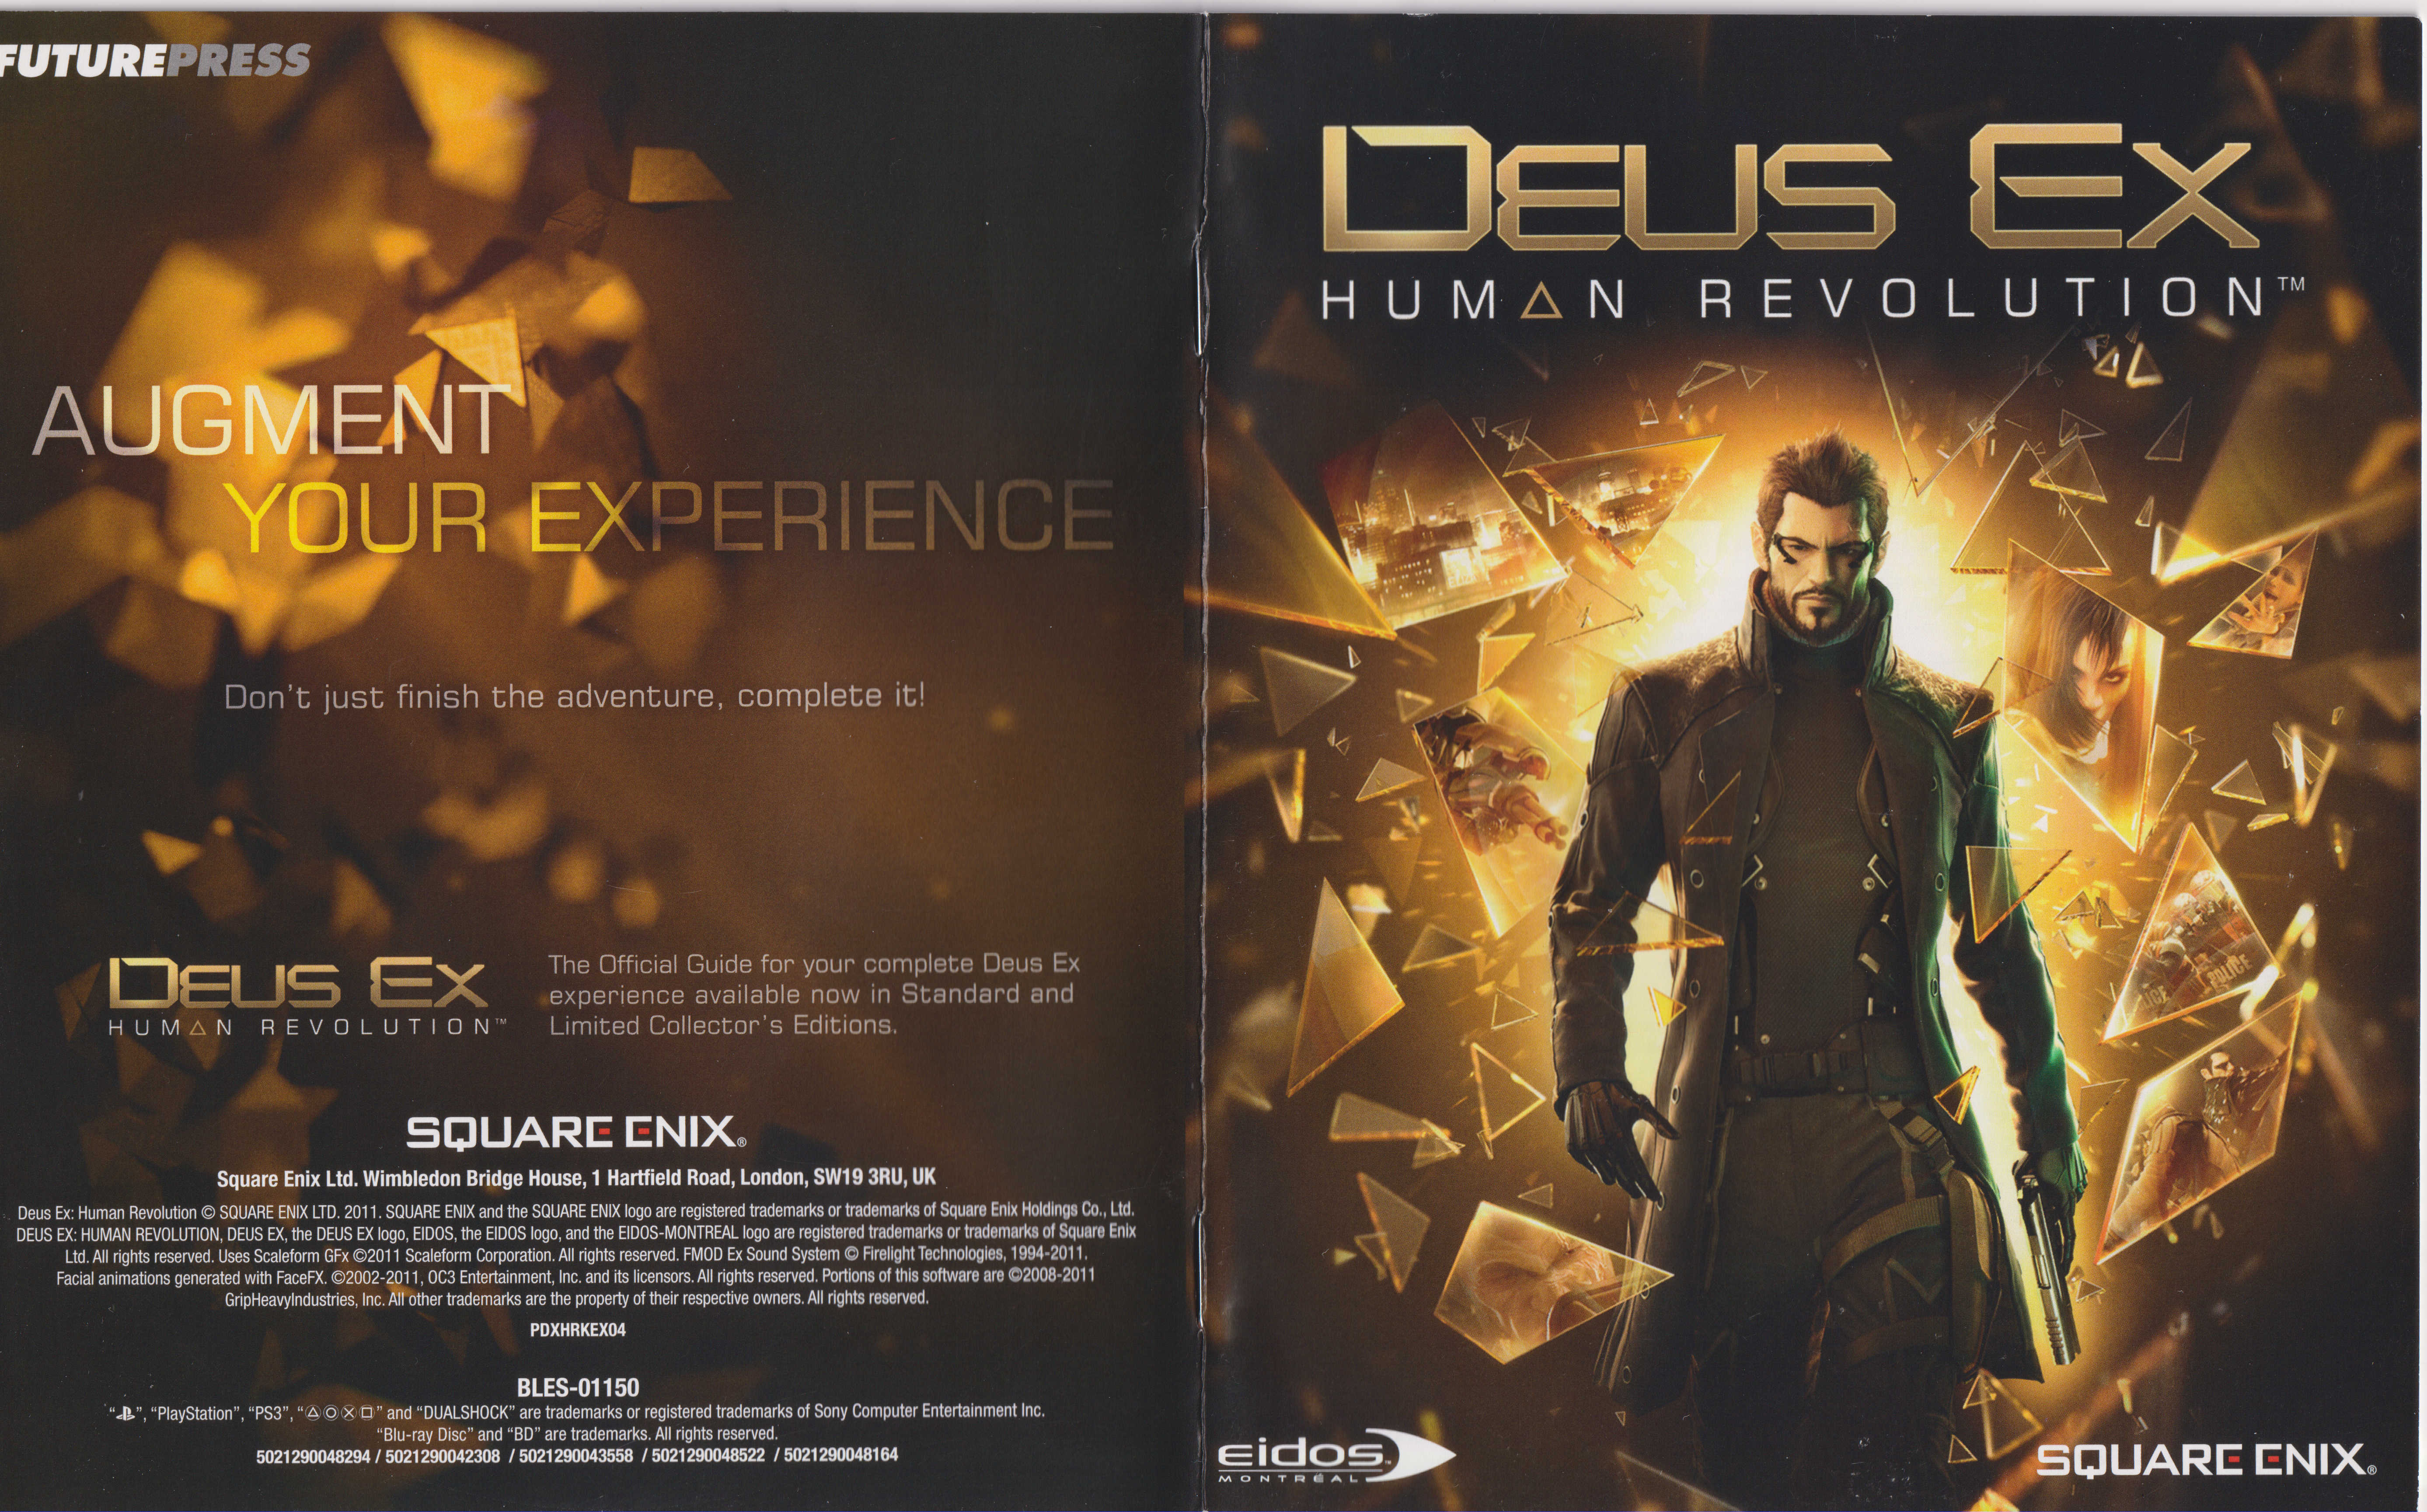 FUTUREPRESS
AUGMENT
YOUR EXPERIENCE
Don't just finish the adventure, complete it!
DEUS EX
HUMAN REVOLUTION™
The Official Guide for your complete Deus Ex
experience available now in Standard and
Limited Collector's Editions.
SQUARE ENIX®
Square Enix Ltd. Wimbledon Bridge House, 1 Hartfield Road, London, SW19 3RU, UK
Deus Ex: Human Revolution © SQUARE ENIX LTD. 2011. SQUARE ENIX and the SQUARE ENIX logo are registered trademarks or trademarks of Square Enix Holdings Co., Ltd.
DEUS EX: HUMAN REVOLUTION, DEUS EX, the DEUS EX logo, EIDOS, the EIDOS logo, and the EIDOS-MONTREAL logo are registered trademarks or trademarks of Square Enix
Ltd. All rights reserved. Uses Scaleform GFx ©2011 Scaleform Corporation. All rights reserved. FMOD Ex Sound System © Firelight Technologies, 1994-2011.
Facial animations generated with FaceFX. ©2002-2011, OC3 Entertainment, Inc. and its licensors. All rights reserved. Portions of this software are ©2008-2011
GripHeavyIndustries, Inc. All other trademarks are the property of their respective owners. All rights reserved.
PDXHRKEX04
BLES-01150
"", "PlayStation", "PS3", "△○✕□" and "DUALSHOCK" are trademarks or registered trademarks of Sony Computer Entertainment Inc.
"Blu-ray Disc" and "BD" are trademarks. All rights reserved.
5021290048294 / 5021290042308 / 5021290043558 / 5021290048522 / 5021290048164
DEUS EX
HUMAN REVOLUTION™
POLICE
eidos™
MONTRÉAL
SQUARE ENIX®